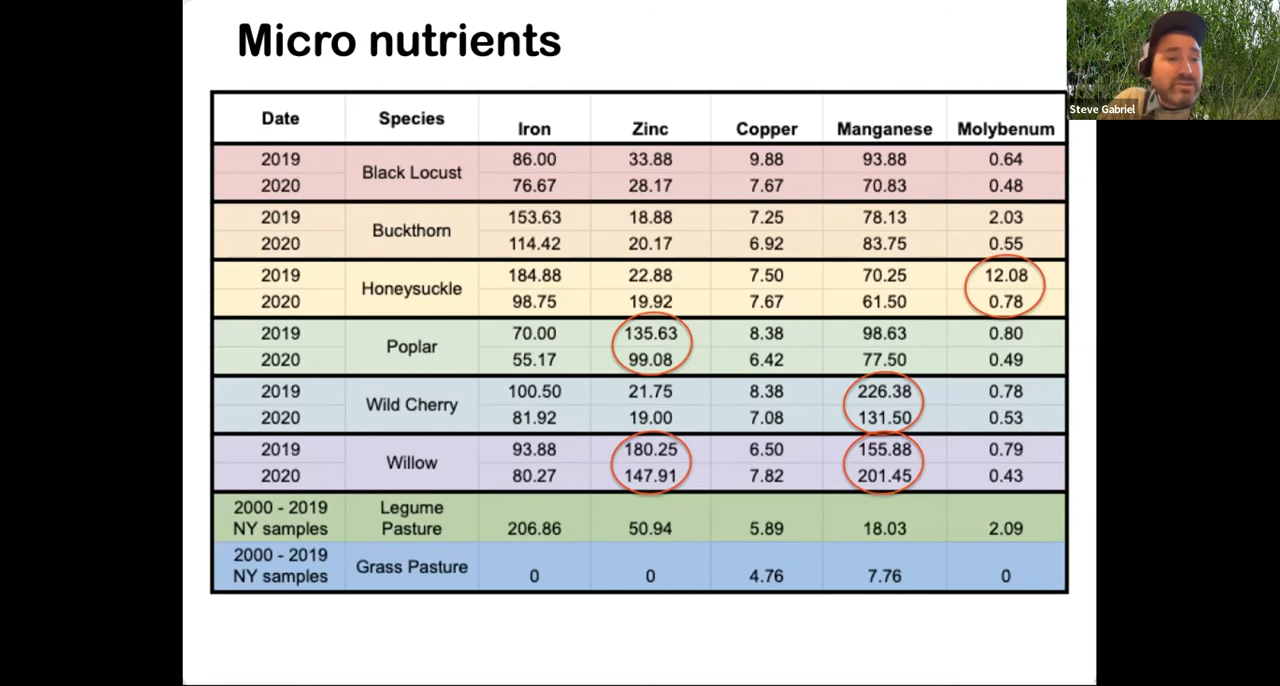 Micro nutrients
Steve Gabriel
Date Species Iron Zinc Copper Manganese Molybenum
2019 86.00 33.88 9.88 93.88 0.64
Black Locust
2020 76.67 28.17 7.67 70.83 0.48
2019 153.63 18.88 7.25 78.13 2.03
Buckthorn
2020 114.42 20.17 6.92 83.75 0.55
2019 184.88 22.88 7.50 70.25 12.08
Honeysuckle
2020 98.75 19.92 7.67 61.50 0.78
2019 70.00 135.63 8.38 98.63 0.80
Poplar
2020 55.17 99.08 6.42 77.50 0.49
2019 100.50 21.75 8.38 226.38 0.78
Wild Cherry
2020 81.92 19.00 7.08 131.50 0.53
2019 93.88 180.25 6.50 155.88 0.79
Willow
2020 80.27 147.91 7.82 201.45 0.43
2000 - 2019 Legume
NY samples Pasture 206.86 50.94 5.89 18.03 2.09
2000 - 2019
Grass Pasture
NY samples 0 0 4.76 7.76 0